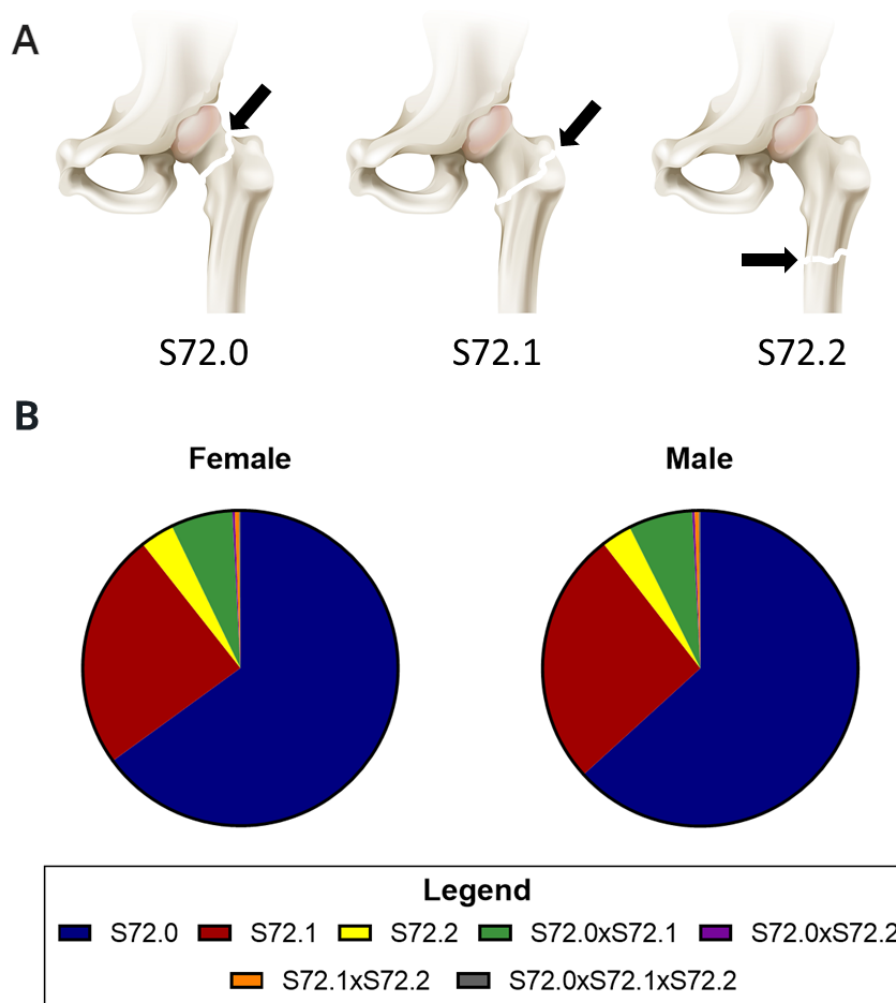 A
S72.0 S72.1 S72.2
B
Female Male
Legend
S72.0 S72.1 S72.2 S72.0xS72.1 S72.0xS72.2
S72.1xS72.2 S72.0xS72.1xS72.2